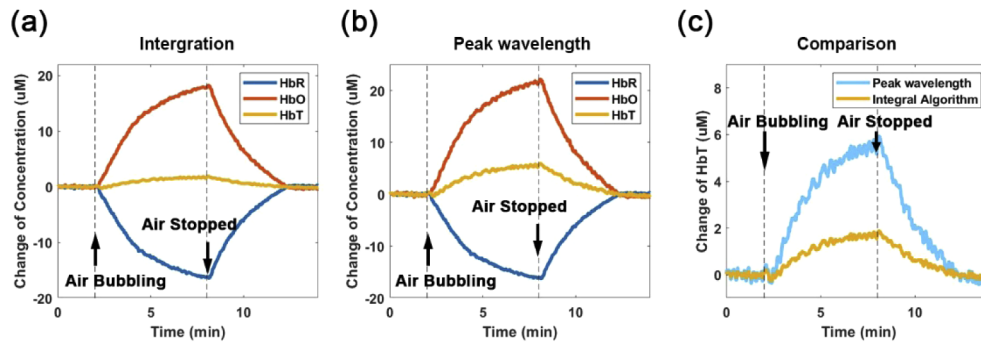 (a)
Intergration
Change of Concentration (uM)
20
10
0
-10
-20
HbR
HbO
HbT
Air Stopped
Air Bubbling
0
5
10
Time (min)
(b)
Peak wavelength
Change of Concentration (uM)
20
10
0
-10
-20
HbR
HbO
HbT
Air Stopped
Air Bubbling
0
5
10
Time (min)
(c)
Comparison
Change of HbT (uM)
8
6
4
2
0
Peak wavelength
Integral Algorithm
Air Bubbling
Air Stopped
0
5
10
Time (min)